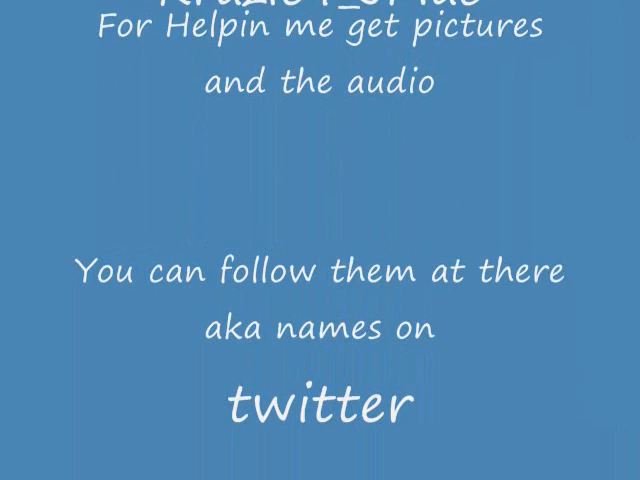 For Helpin me get pictures
and the audio
You can follow them at there
aka names on
twitter